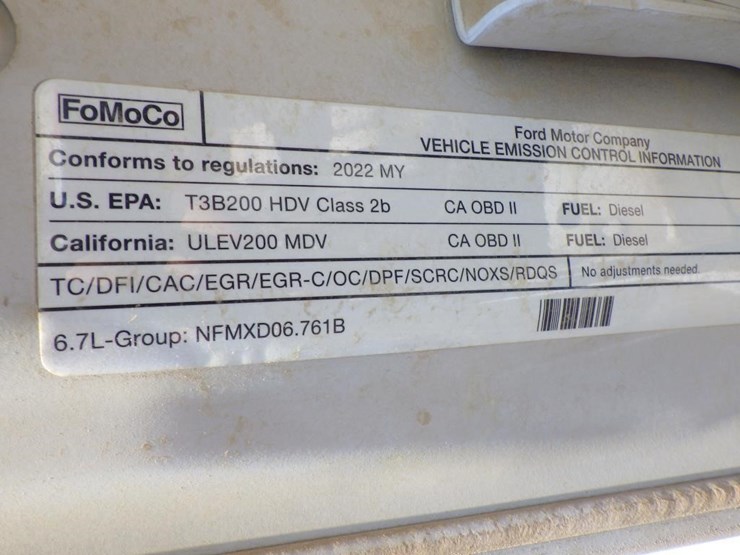 FoMoCo
Ford Motor Company
VEHICLE EMISSION CONTROL INFORMATION
Conforms to regulations: 2022 MY
U.S. EPA: T3B200 HDV Class 2b CA OBD II FUEL: Diesel
California: ULEV200 MDV CA OBD II FUEL: Diesel
TC/DFI/CAC/EGR/EGR-C/OC/DPF/SCRC/NOXS/RDQS No adjustments needed.
6.7L-Group: NFMXD06.761B